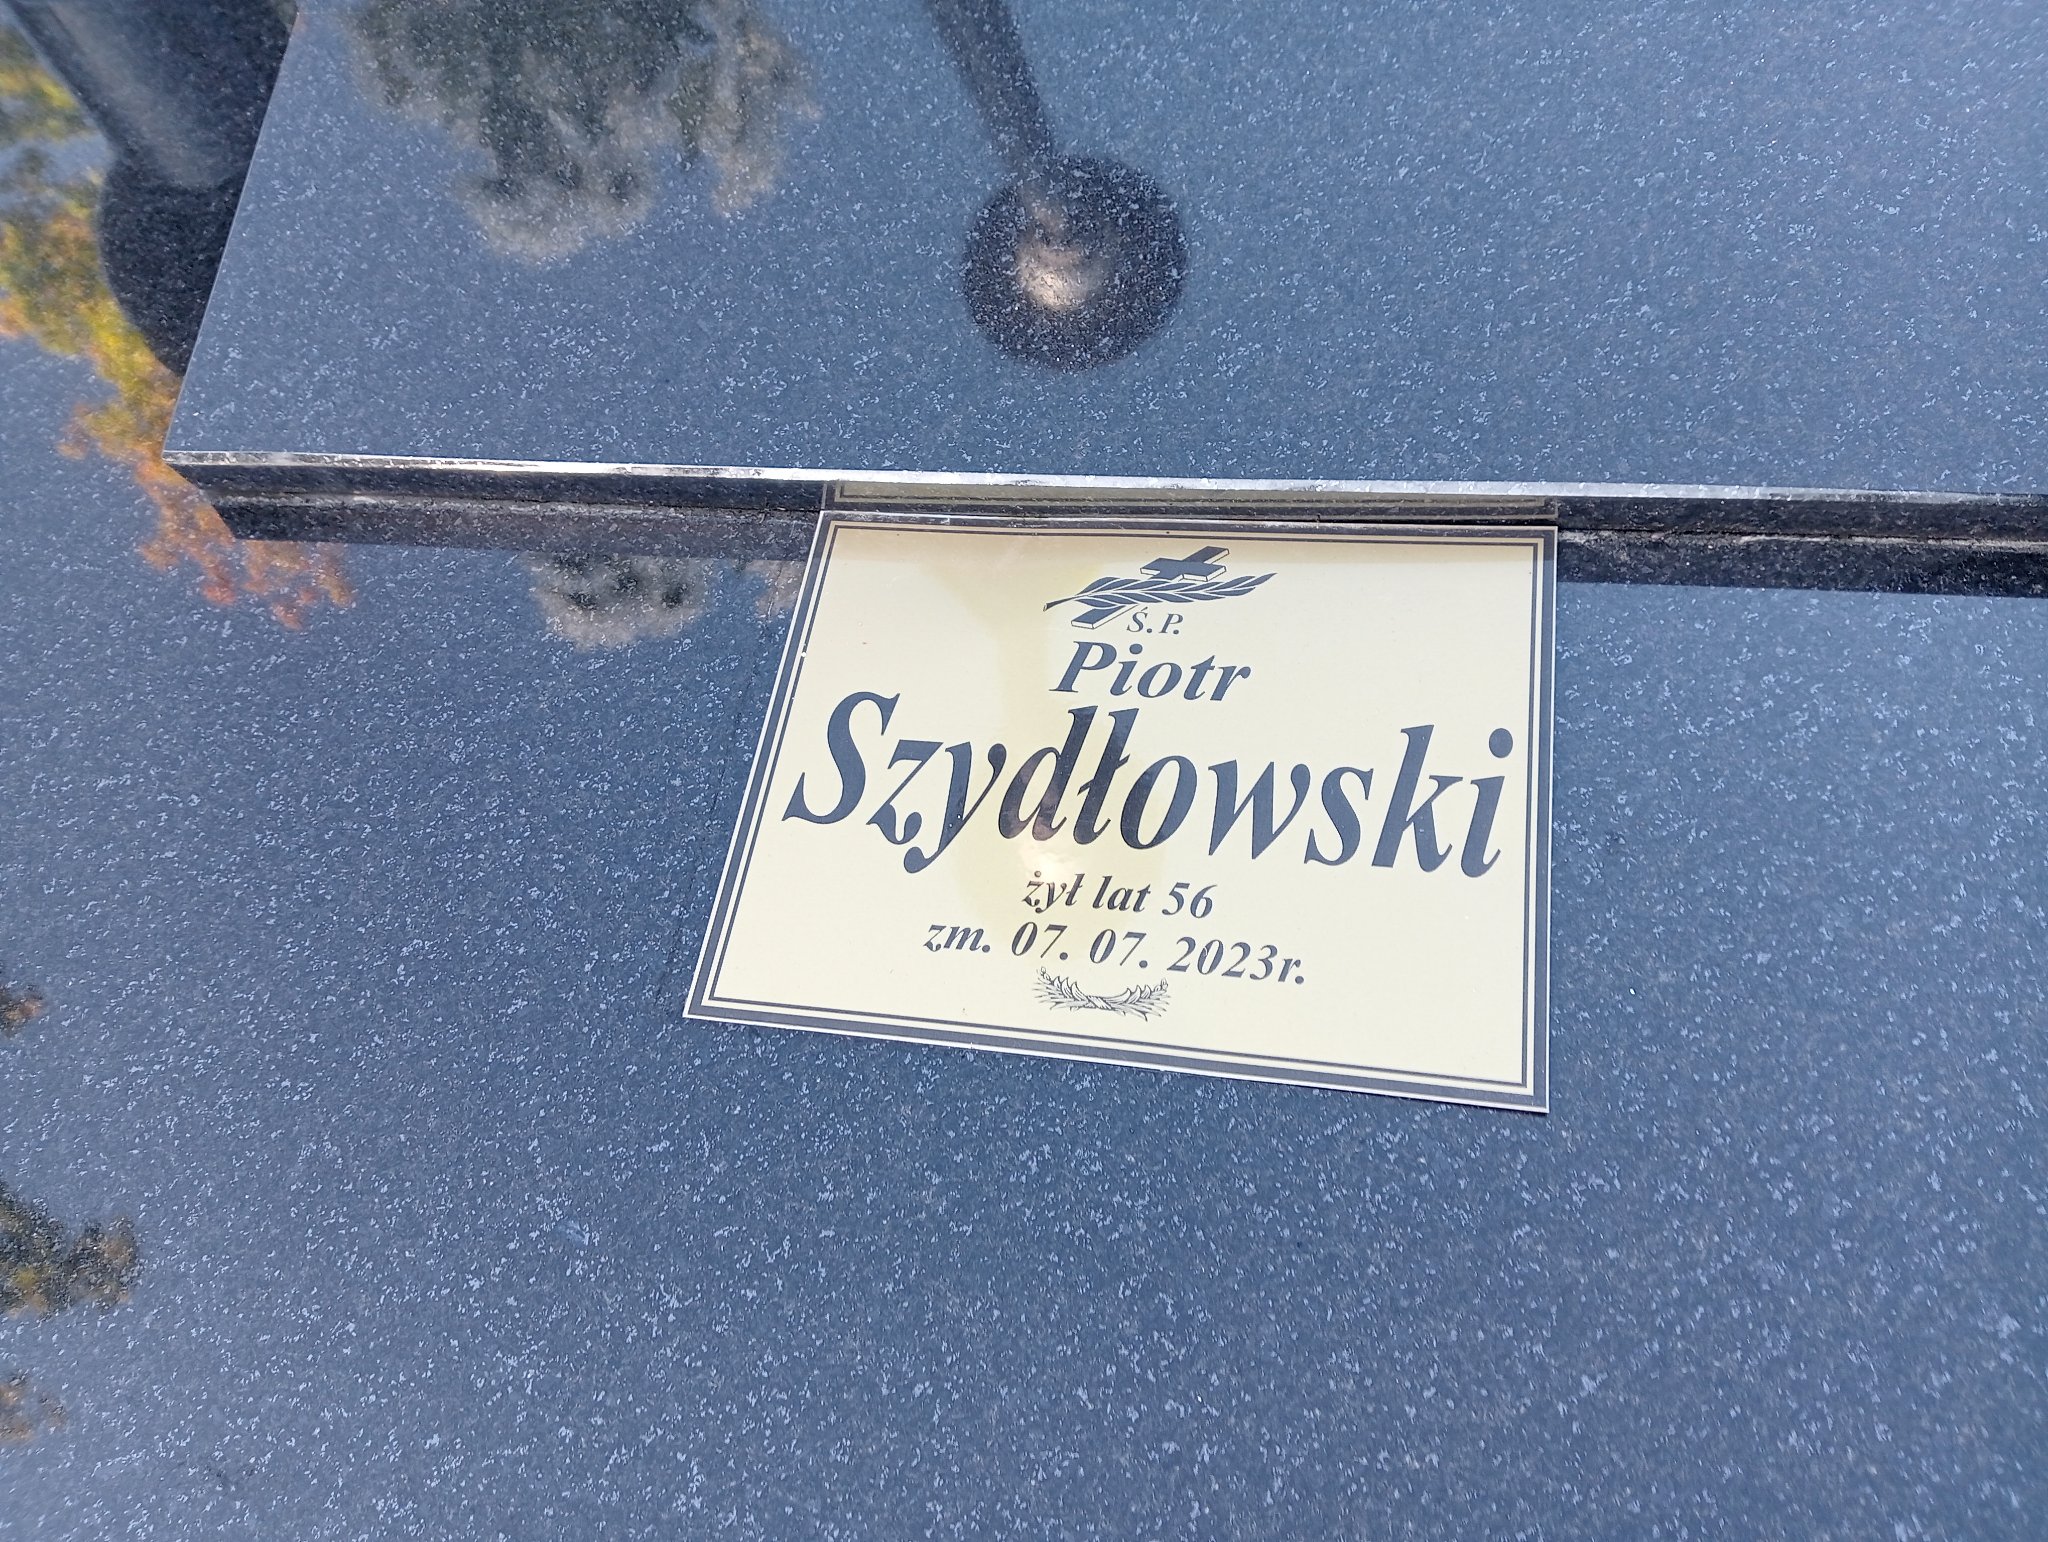 Ś. P.
Piotr
Szydłowski
żył lat 56
zm. 07. 07. 2023r.